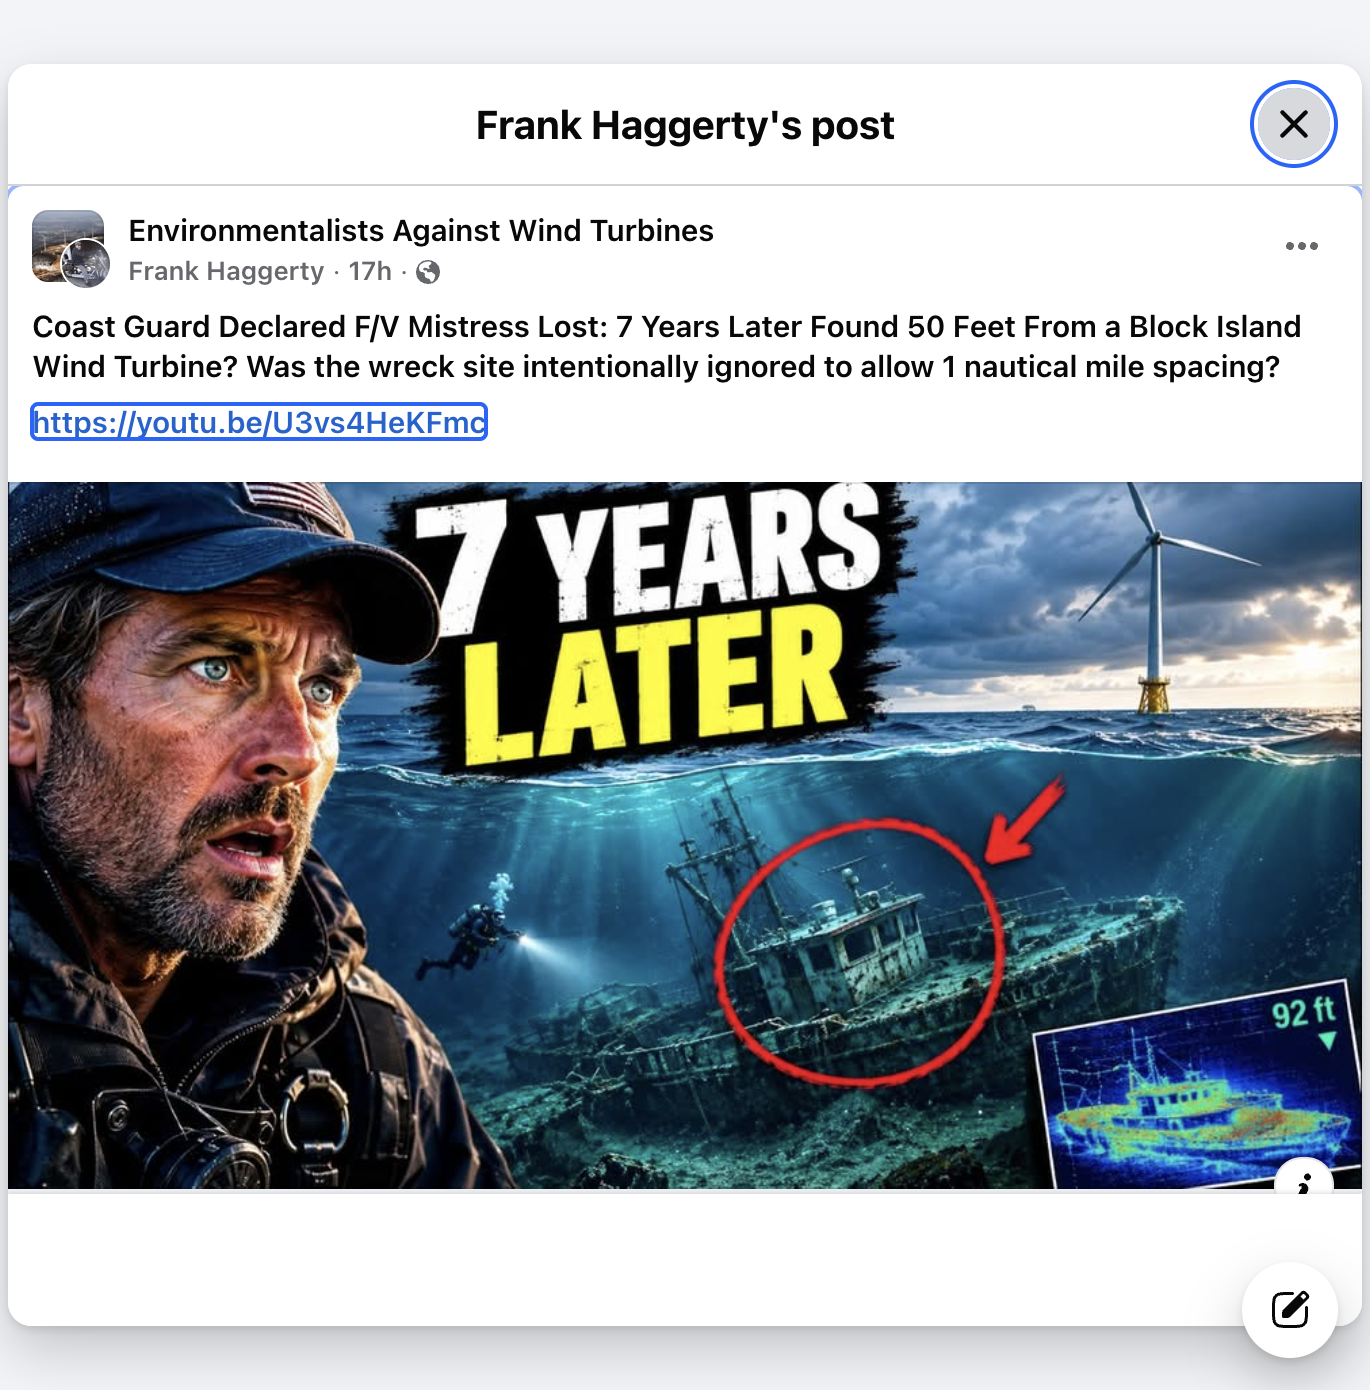 Frank Haggerty's post
Environmentalists Against Wind Turbines
Frank Haggerty · 17h ·
Coast Guard Declared F/V Mistress Lost: 7 Years Later Found 50 Feet From a Block Island
Wind Turbine? Was the wreck site intentionally ignored to allow 1 nautical mile spacing?
https://youtu.be/U3vs4HeKFmc
7 YEARS
LATER
92 ft